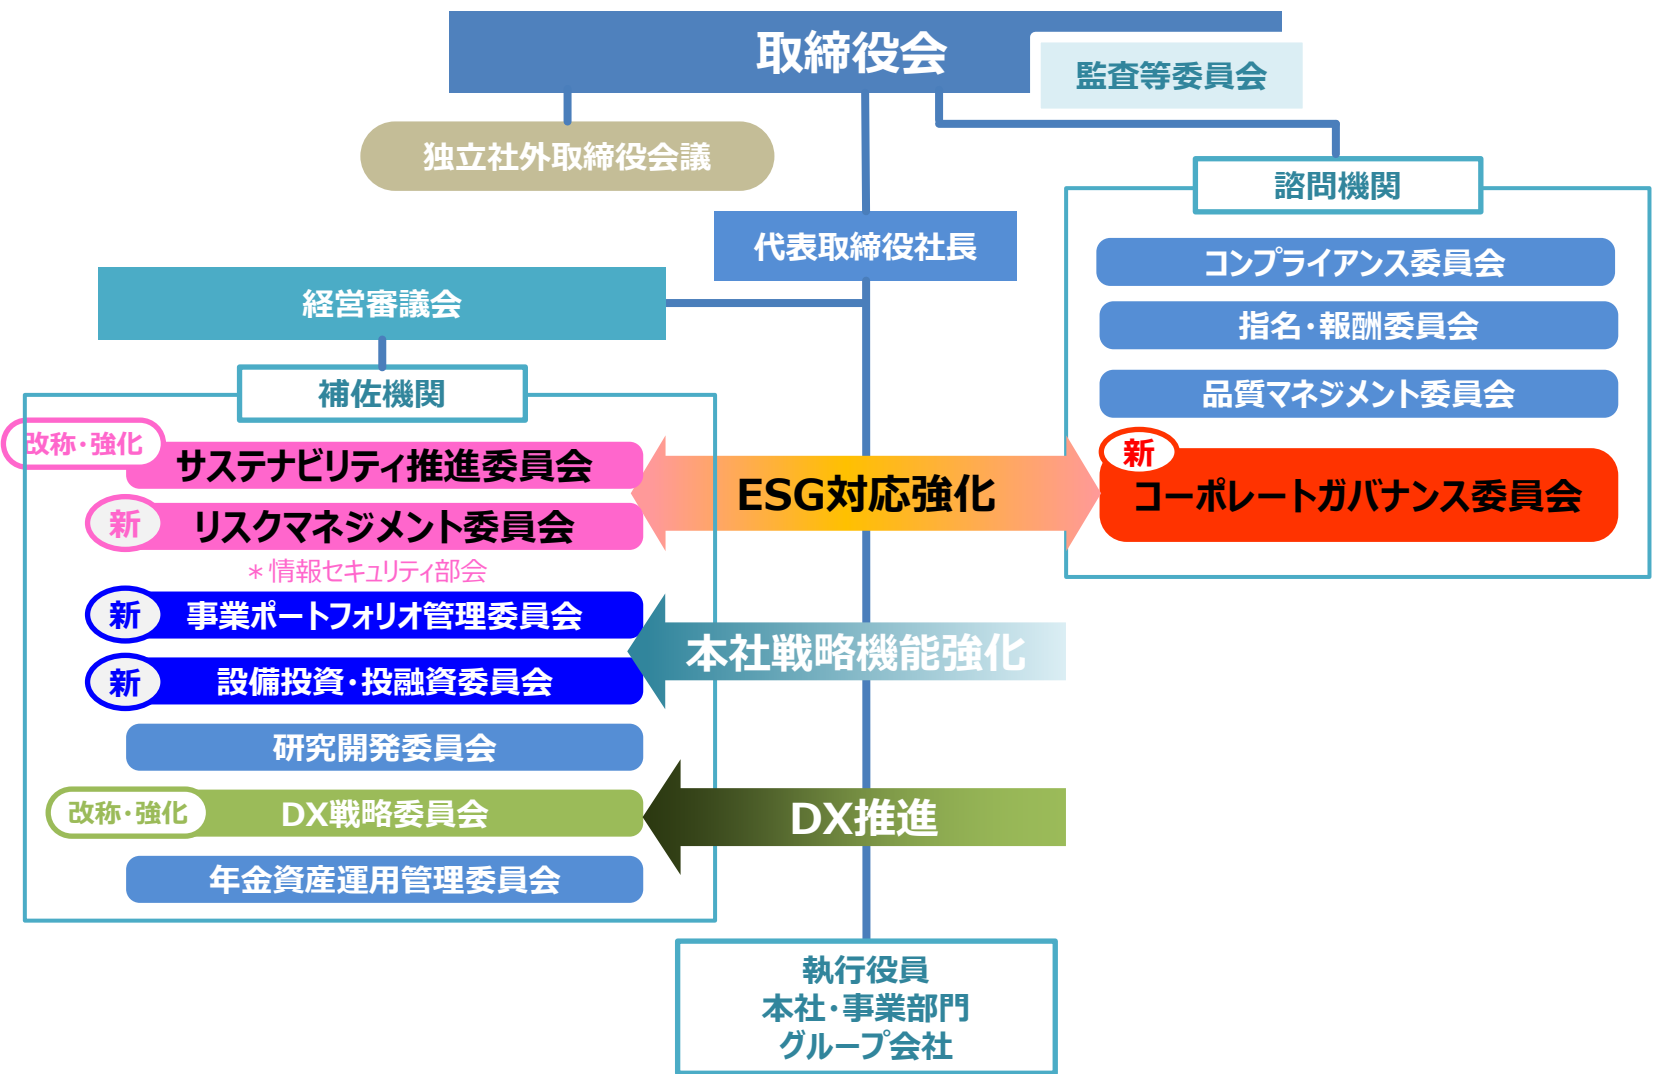 取締役会
監査等委員会
独立社外取締役会議
諮問機関
代表取締役社長
コンプライアンス委員会
経営審議会
指名・報酬委員会
補佐機関
品質マネジメント委員会
改称・強化
サステナビリティ推進委員会
ESG対応強化
新
コーポレートガバナンス委員会
新
リスクマネジメント委員会
＊情報セキュリティ部会
新
事業ポートフォリオ管理委員会
本社戦略機能強化
新
設備投資・投融資委員会
研究開発委員会
改称・強化
DX戦略委員会
DX推進
年金資産運用管理委員会
執行役員
本社・事業部門
グループ会社